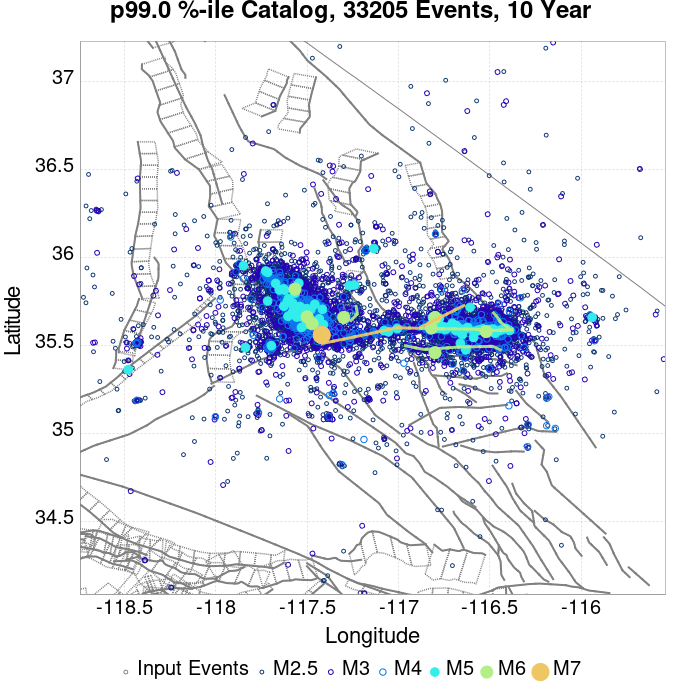 p99.0 %-ile Catalog, 33205 Events, 10 Year
37
36.5
36
35.5
35
34.5
Latitude
-118.5 -118 -117.5 -117 -116.5 -116
Longitude
Input Events M2.5 M3 M4 M5 M6 M7